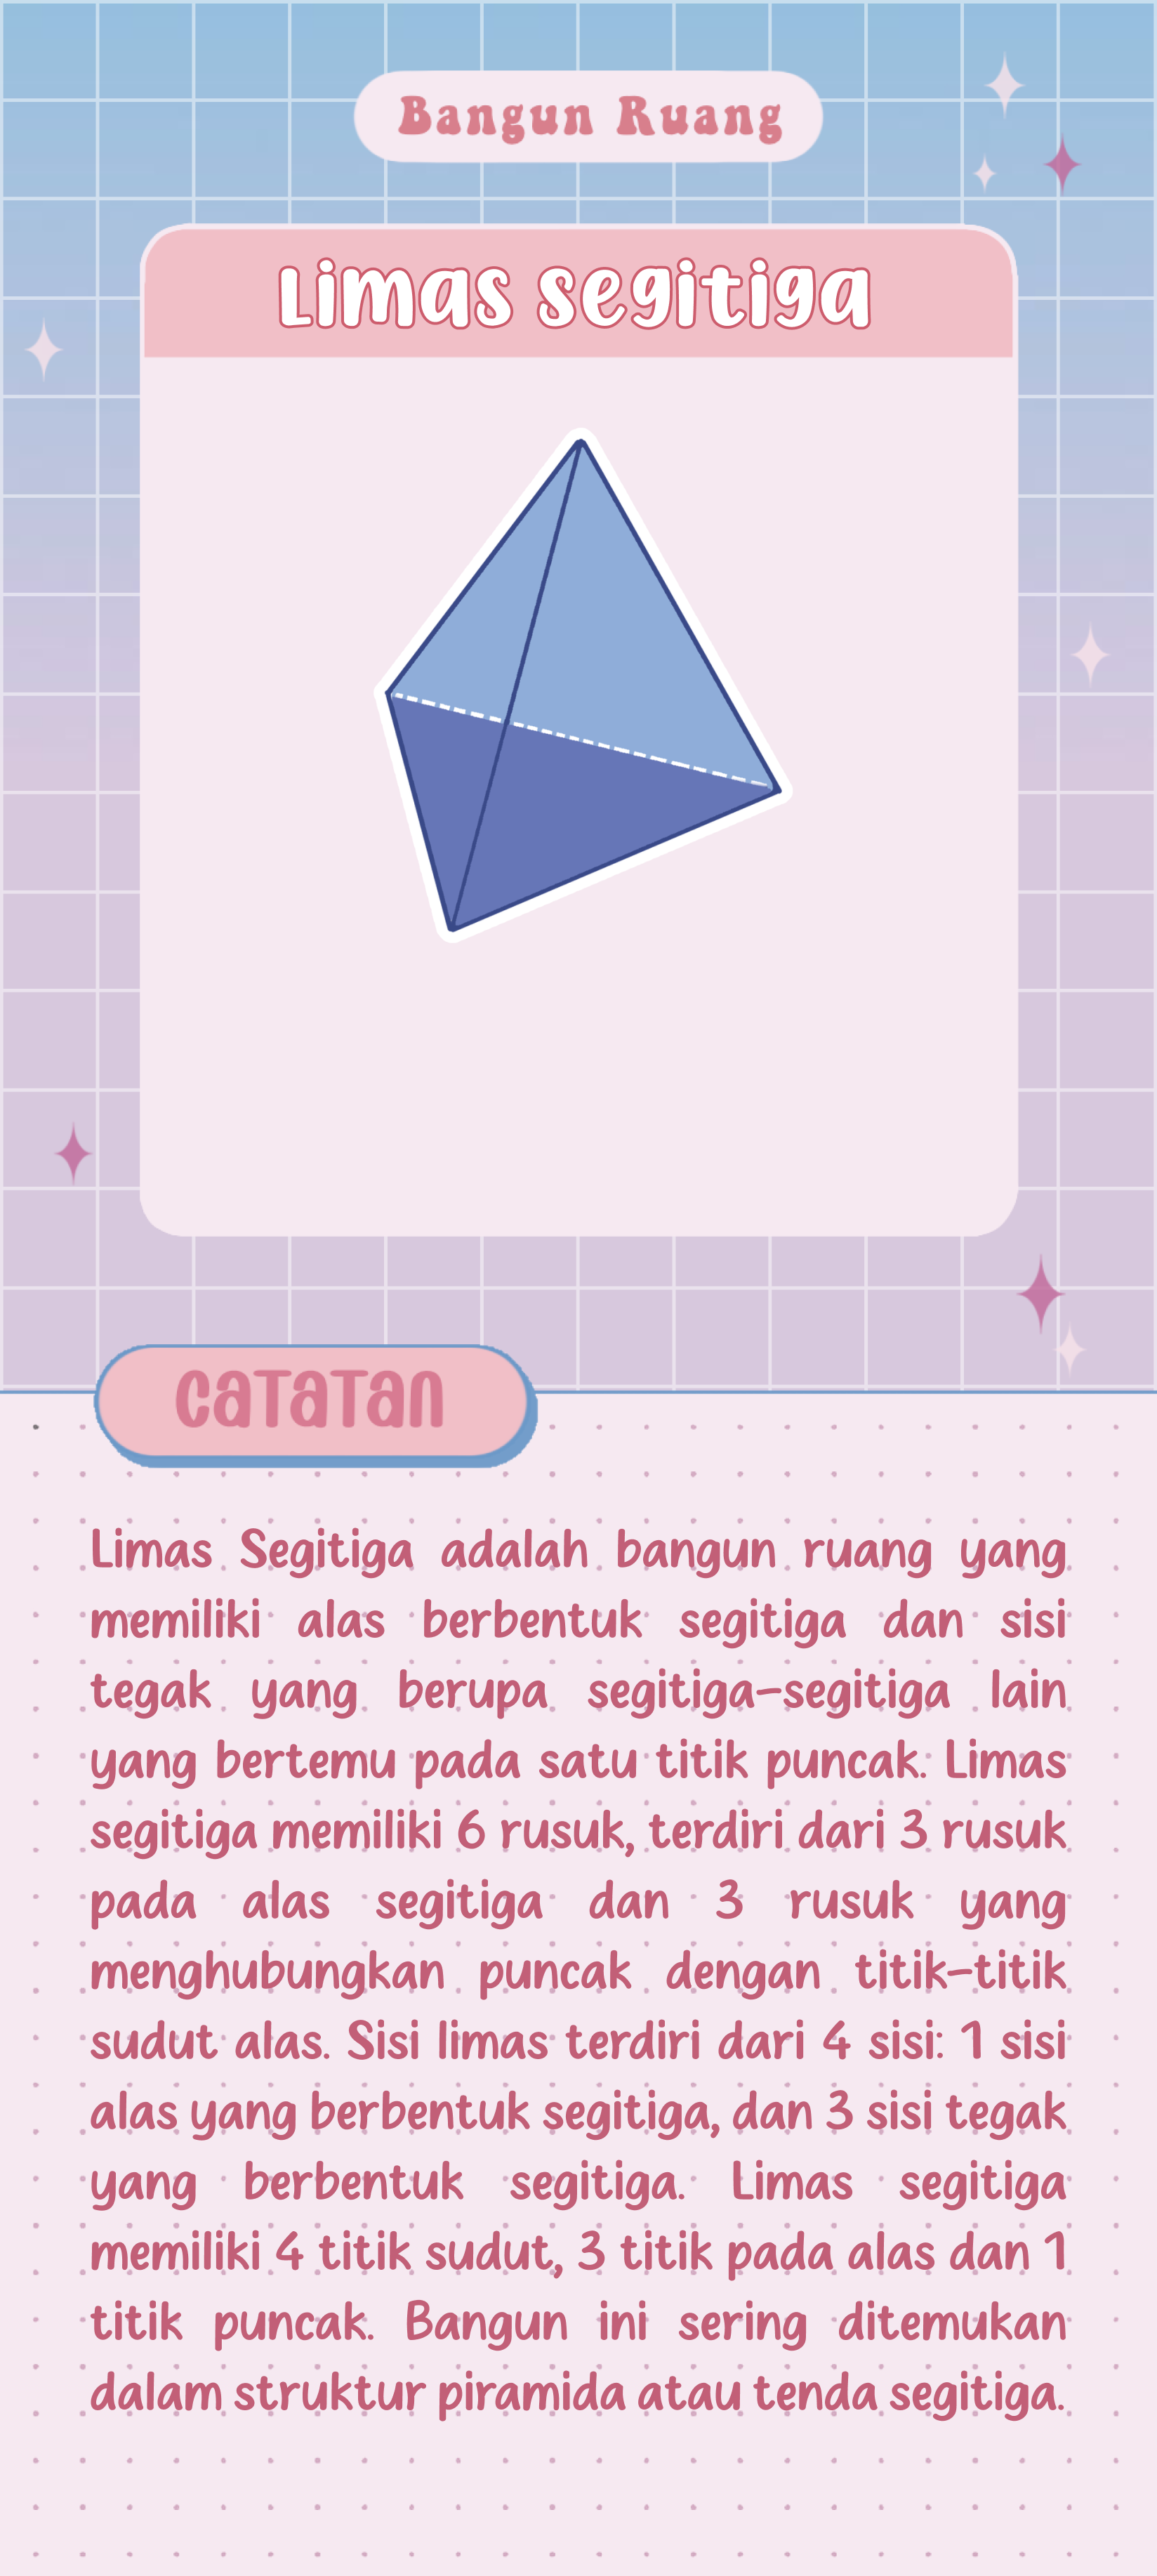 Bangun Ruang
Limas segitiga
CATATAN
Limas Segitiga adalah bangun ruang yang
memiliki alas berbentuk segitiga dan sisi
tegak yang berupa segitiga-segitiga lain
yang bertemu pada satu titik puncak. Limas
segitiga memiliki 6 rusuk, terdiri dari 3 rusuk
pada alas segitiga dan 3 rusuk yang
menghubungkan puncak dengan titik-titik
sudut alas. Sisi limas terdiri dari 4 sisi: 1 sisi
alas yang berbentuk segitiga, dan 3 sisi tegak
yang berbentuk segitiga. Limas segitiga
memiliki 4 titik sudut, 3 titik pada alas dan 1
titik puncak. Bangun ini sering ditemukan
dalam struktur piramida atau tenda segitiga.